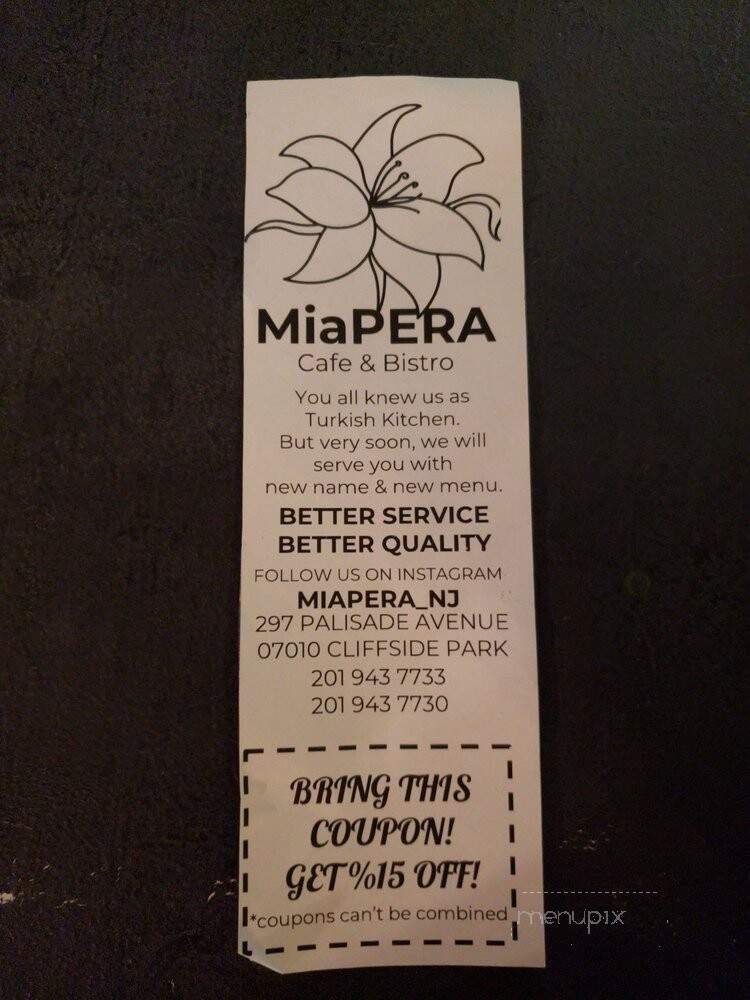 MiaPERA
Cafe & Bistro
You all knew us as
Turkish Kitchen.
But very soon, we will
serve you with
new name & new menu.
BETTER SERVICE
BETTER QUALITY
FOLLOW US ON INSTAGRAM
MIAPERA_NJ
297 PALISADE AVENUE
07010 CLIFFSIDE PARK
201 943 7733
201 943 7730
BRING THIS
COUPON!
GET %15 OFF!
*coupons can't be combined
menupix